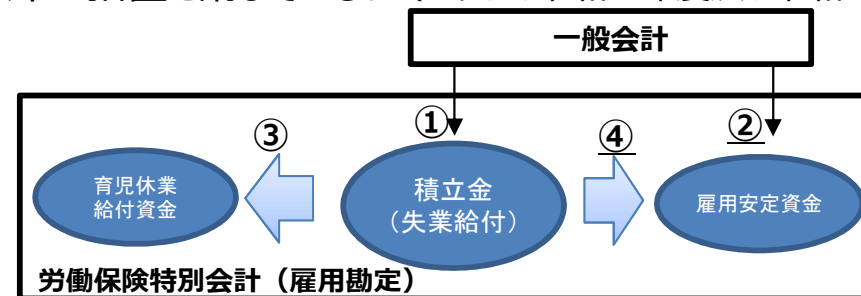 一般会計
③
①
④
②
育児休業
給付資金
積立金
（失業給付）
雇用安定資金
労働保険特別会計（雇用勘定）